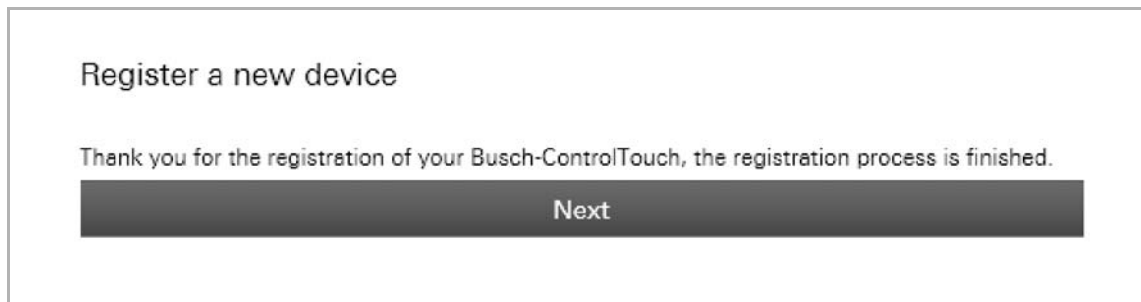 Register a new device
Thank you for the registration of your Busch-ControlTouch, the registration process is finished.
Next